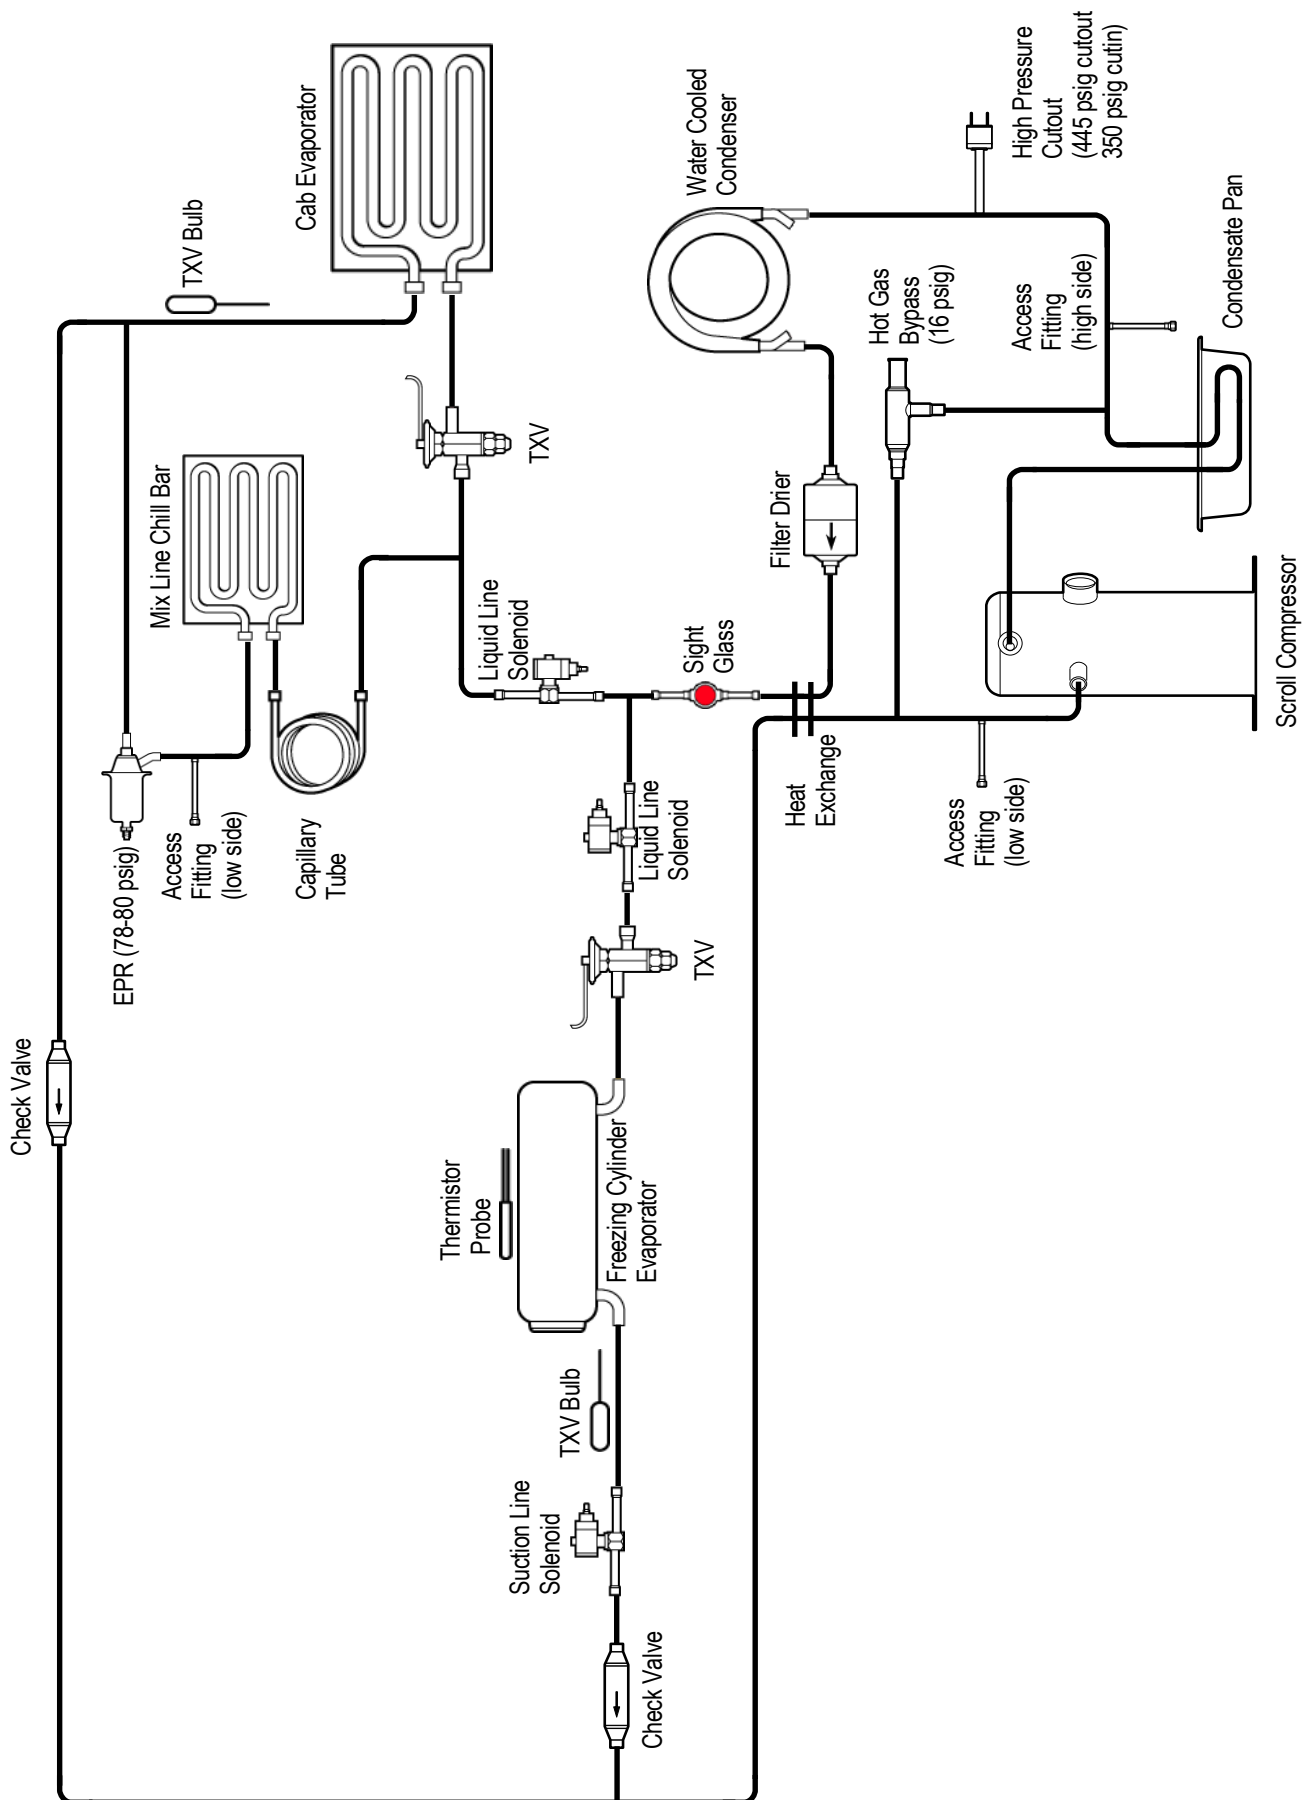 Check Valve
EPR (78-80 psig)
Access
Fitting
(low side)
Mix Line Chill Bar
TXV Bulb
Capillary
Tube
Cab Evaporator
Thermistor
Probe
Liquid Line
Solenoid
Suction Line
Solenoid
TXV
TXV Bulb
Freezing Cylinder
Evaporator
Check Valve
Liquid Line
Solenoid
Sight
Glass
Water Cooled
Condenser
TXV
Filter Drier
Heat
Exchange
Hot Gas
Bypass
(16 psig)
Access
Fitting
(low side)
Access
Fitting
(high side)
High Pressure
Cutout
(445 psig cutout
350 psig cutin)
Condensate Pan
Scroll Compressor